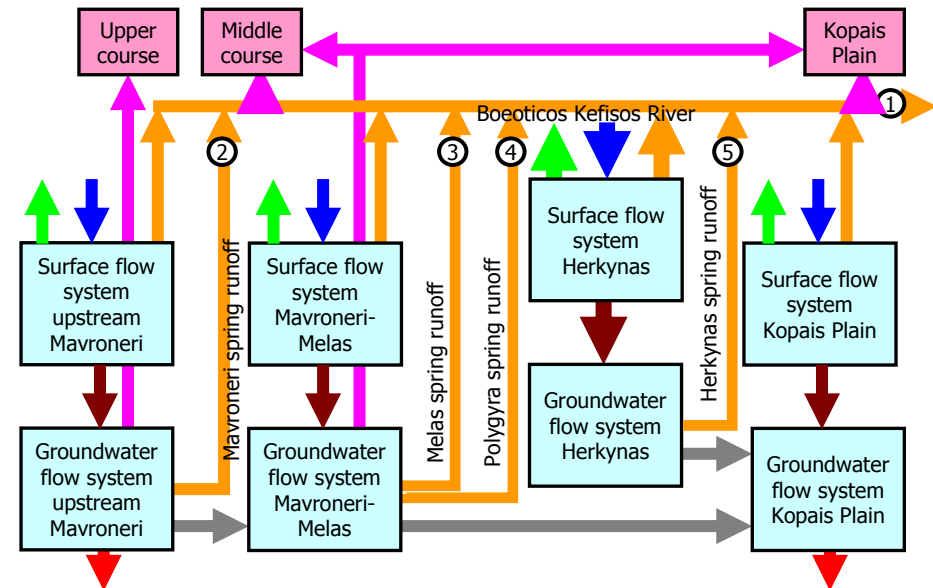 Upper
course
Middle
course
Kopais
Plain
1
Boeoticos Kefisos River
2
3
4
5
Mavroneri spring runoff
Melas spring runoff
Polygyra spring runoff
Herkynas spring runoff
Surface flow
system
upstream
Mavroneri
Surface flow
system
Mavroneri-
Melas
Surface flow
system
Herkynas
Surface flow
system
Kopais Plain
Groundwater
flow system
upstream
Mavroneri
Groundwater
flow system
Mavroneri-
Melas
Groundwater
flow system
Herkynas
Groundwater
flow system
Kopais Plain